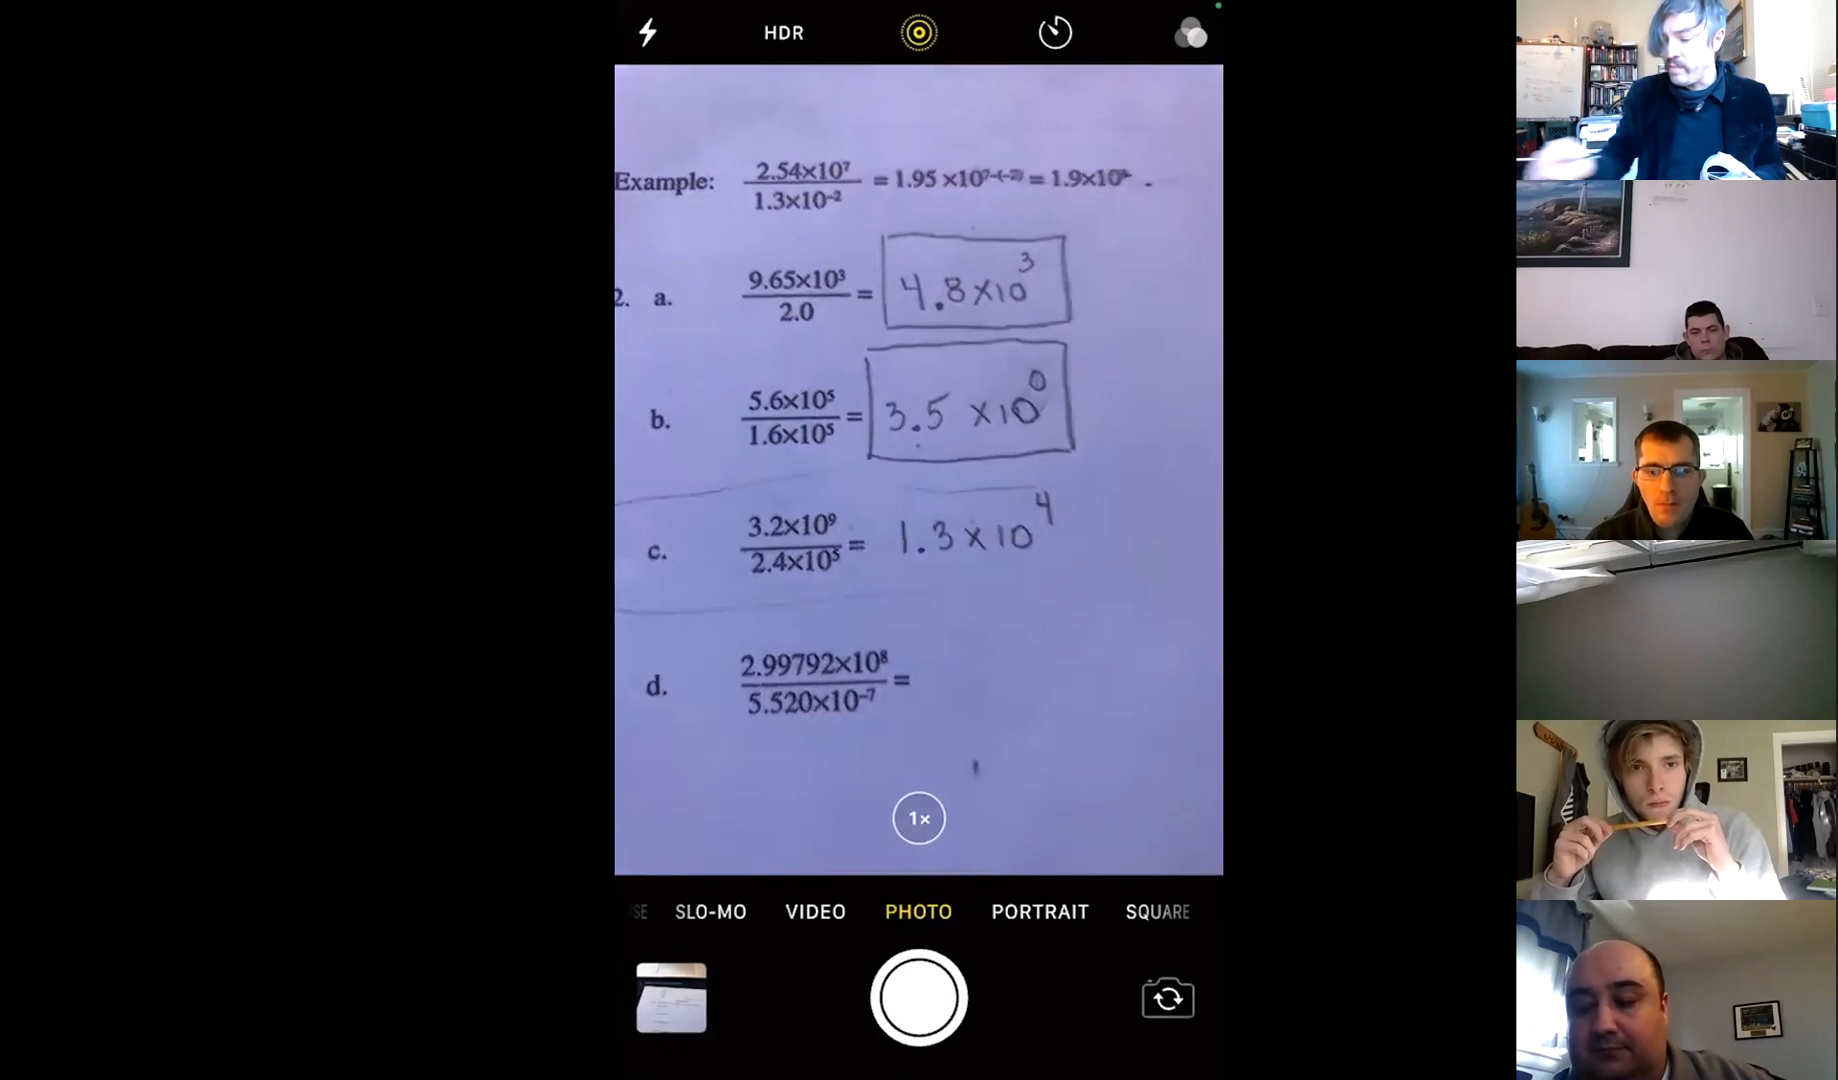 HDR
Example: 2.54×10⁷ / 1.3×10⁻² = 1.95 ×10⁷⁻⁽⁻²⁾ = 1.9×10
2. a. 9.65×10³ / 2.0 = 4.8×10³
b. 5.6×10⁵ / 1.6×10⁵ = 3.5 ×10⁰
c. 3.2×10⁹ / 2.4×10⁵ = 1.3×10⁴
d. 2.99792×10⁸ / 5.520×10⁻⁷ =
1×
SLO-MO VIDEO PHOTO PORTRAIT SQUARE